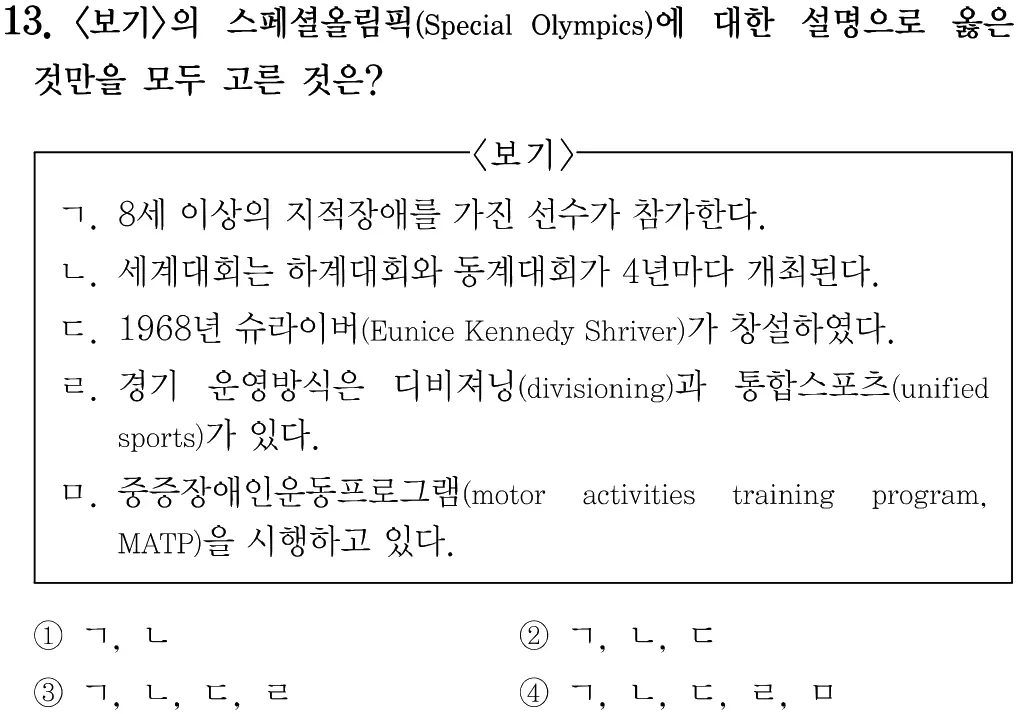 13. 〈보기〉의 스페셜올림픽(Special Olympics)에 대한 설명으로 옳은
것만을 모두 고른 것은?
〈보기〉
ㄱ. 8세 이상의 지적장애를 가진 선수가 참가한다.
ㄴ. 세계대회는 하계대회와 동계대회가 4년마다 개최된다.
ㄷ. 1968년 슈라이버(Eunice Kennedy Shriver)가 창설하였다.
ㄹ. 경기 운영방식은 디비져닝(divisioning)과 통합스포츠(unified
sports)가 있다.
ㅁ. 중증장애인운동프로그램(motor activities training program,
MATP)을 시행하고 있다.
① ㄱ, ㄴ ② ㄱ, ㄴ, ㄷ
③ ㄱ, ㄴ, ㄷ, ㄹ ④ ㄱ, ㄴ, ㄷ, ㄹ, ㅁ